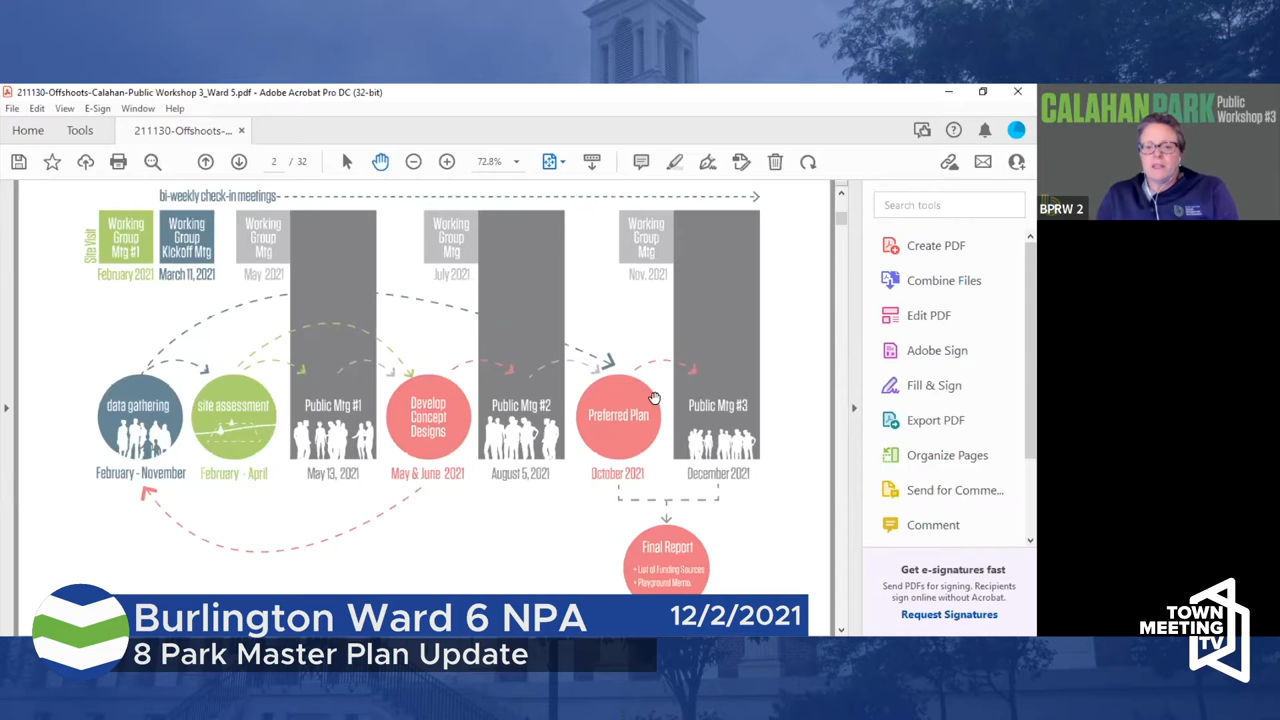 211130-Offshoots-Calahan-Public Workshop 3_Ward 5.pdf - Adobe Acrobat Pro DC (32-bit)
File Edit View E-Sign Window Help
Home Tools 211130-Offshoots-... ×
2 / 32 72.8%
CALAHAN PARK Public Workshop #3
BPRW 2
bi-weekly check-in meetings
Site Visit
Working Group Mtg #1
February 2021
Working Group Kickoff Mtg
March 11, 2021
Working Group Mtg
May 2021
Working Group Mtg
July 2021
Working Group Mtg
Nov. 2021
data gathering
February - November
site assessment
February - April
Public Mtg #1
May 13, 2021
Develop Concept Designs
May & June 2021
Public Mtg #2
August 5, 2021
Preferred Plan
October 2021
Public Mtg #3
December 2021
Final Report
• List of Funding Sources
• Playground Memo.
Search tools
Create PDF
Combine Files
Edit PDF
Adobe Sign
Fill & Sign
Export PDF
Organize Pages
Send for Comme...
Comment
Get e-signatures fast
Send PDFs for signing. Recipients
sign online without Acrobat.
Request Signatures
Burlington Ward 6 NPA 12/2/2021
8 Park Master Plan Update
TOWN
MEETING
TV